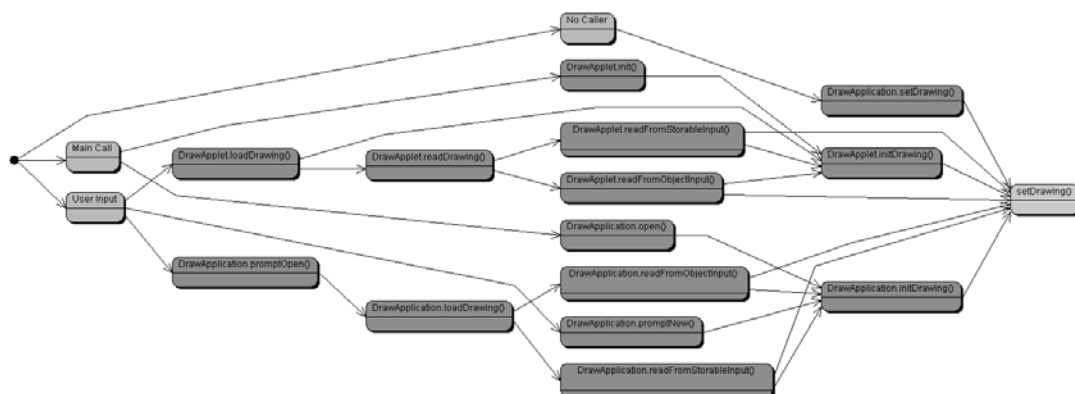 No Caller
DrawApplet.init()
DrawApplication.setDrawing()
Main Call
DrawApplet.loadDrawing()
DrawApplet.readDrawing()
DrawApplet.readFromStorableInput()
DrawApplet.initDrawing()
DrawApplet.readFromObjectInput()
User Input
setDrawing()
DrawApplication.open()
DrawApplication.promptOpen()
DrawApplication.readFromObjectInput()
DrawApplication.initDrawing()
DrawApplication.loadDrawing()
DrawApplication.promptNew()
DrawApplication.readFromStorableInput()